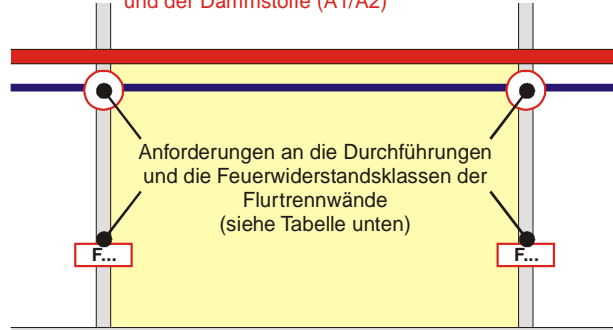 und der Dämmstoffe (A1/A2)
Anforderungen an die Durchführungen
und die Feuerwiderstandsklassen der
Flurtrennwände
(siehe Tabelle unten)
F...
F...